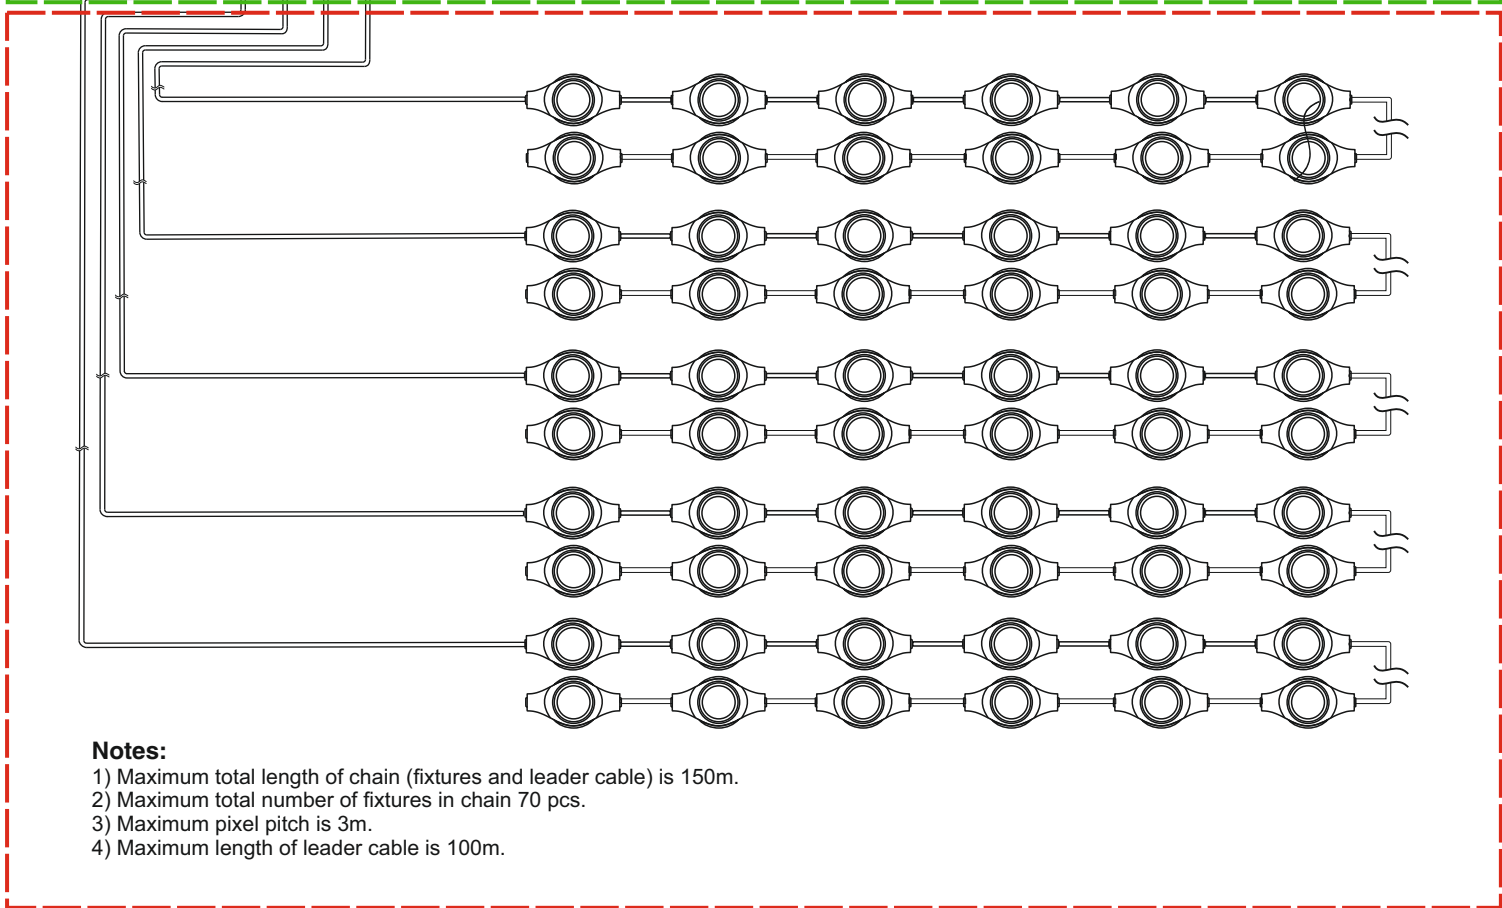 Notes:
1) Maximum total length of chain (fixtures and leader cable) is 150m.
2) Maximum total number of fixtures in chain 70 pcs.
3) Maximum pixel pitch is 3m.
4) Maximum length of leader cable is 100m.